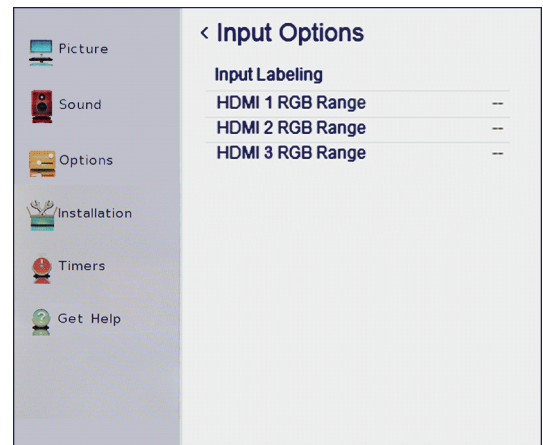 Picture
Sound
Options
Installation
Timers
Get Help
< Input Options
Input Labeling
HDMI 1 RGB Range --
HDMI 2 RGB Range --
HDMI 3 RGB Range --